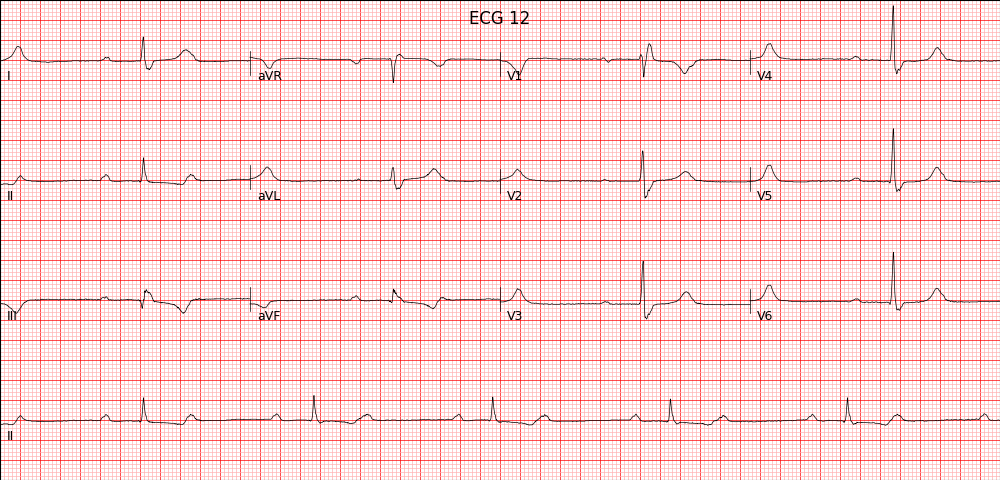 ECG 12
I aVR V1 V4
II aVL V2 V5
III aVF V3 V6
II